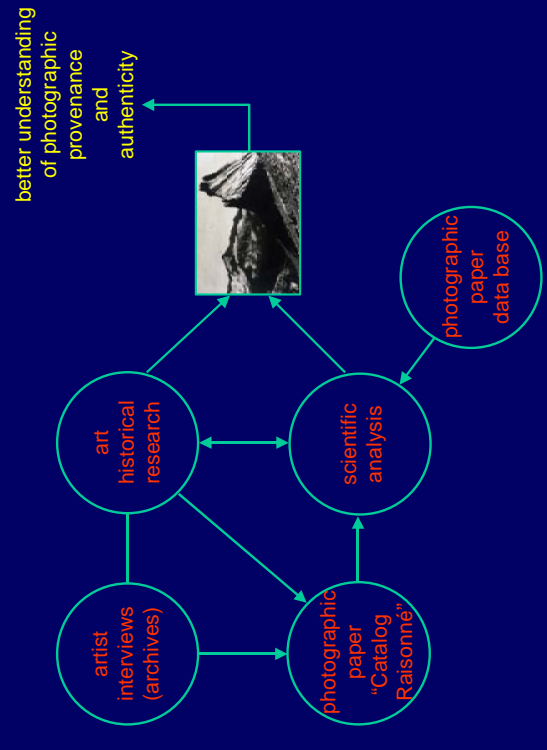 better understanding
of photographic
provenance
and
authenticity
art
historical
research
artist
interviews
(archives)
scientific
analysis
photographic
paper
“Catalog
Raisonné”
photographic
paper
data base